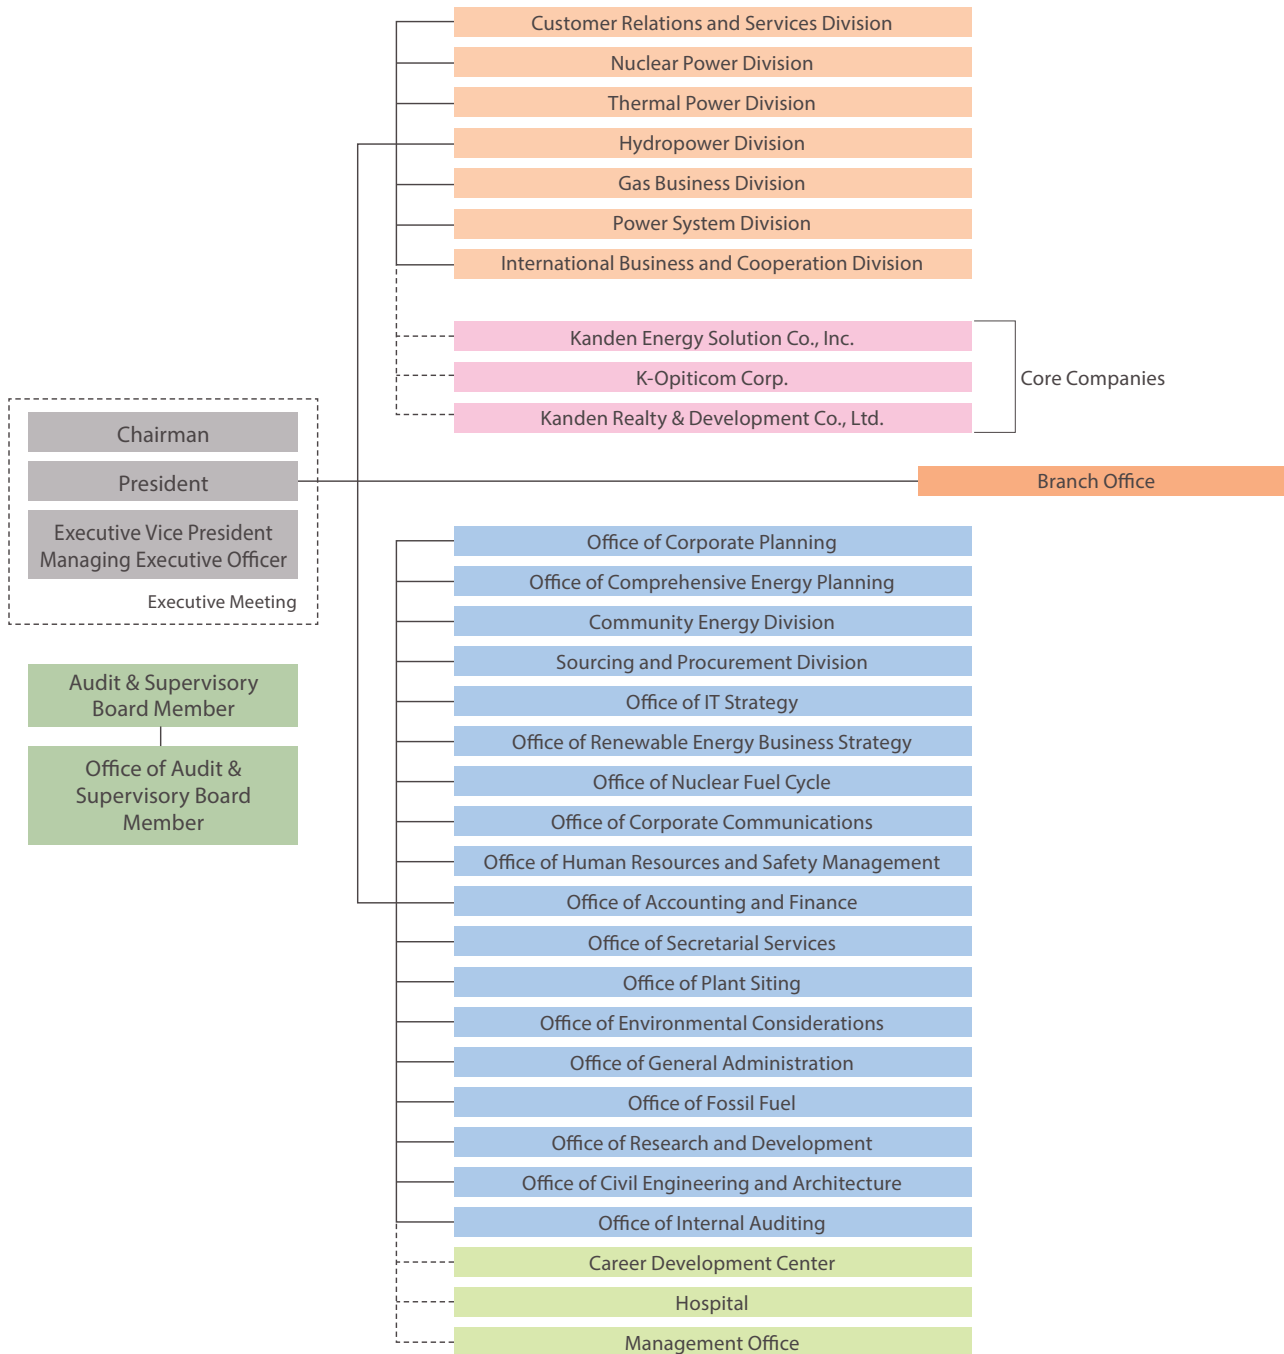 Customer Relations and Services Division
Nuclear Power Division
Thermal Power Division
Hydropower Division
Gas Business Division
Power System Division
International Business and Cooperation Division
Kanden Energy Solution Co., Inc.
K-Opiticom Corp.
Core Companies
Kanden Realty & Development Co., Ltd.
Chairman
President
Executive Vice President
Managing Executive Officer
Executive Meeting
Branch Office
Audit & Supervisory
Board Member
Office of Audit &
Supervisory Board
Member
Office of Corporate Planning
Office of Comprehensive Energy Planning
Community Energy Division
Sourcing and Procurement Division
Office of IT Strategy
Office of Renewable Energy Business Strategy
Office of Nuclear Fuel Cycle
Office of Corporate Communications
Office of Human Resources and Safety Management
Office of Accounting and Finance
Office of Secretarial Services
Office of Plant Siting
Office of Environmental Considerations
Office of General Administration
Office of Fossil Fuel
Office of Research and Development
Office of Civil Engineering and Architecture
Office of Internal Auditing
Career Development Center
Hospital
Management Office